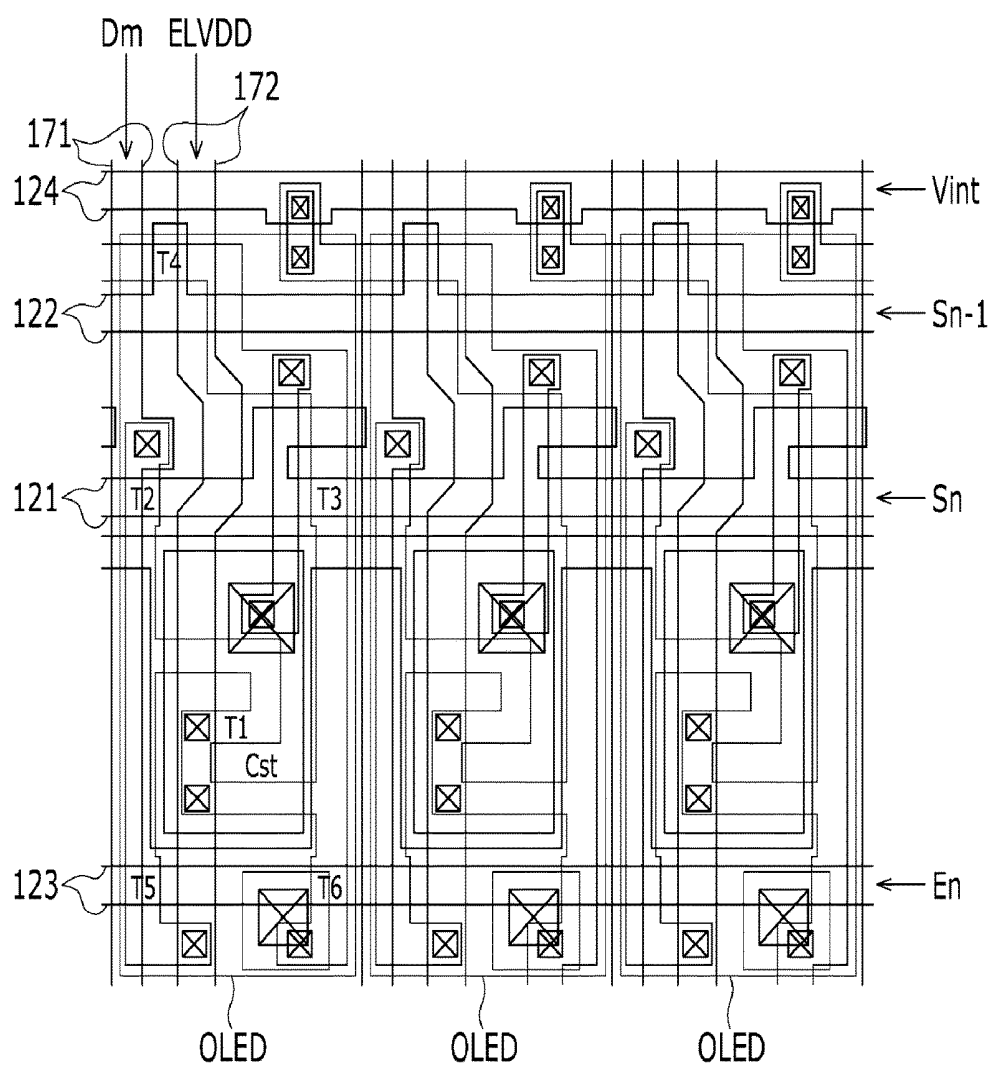 Dm ELVDD
172
171
124
Vint
T4
122
Sn-1
121
T2
T3
Sn
T1
Cst
123
T5
T6
En
OLED OLED OLED